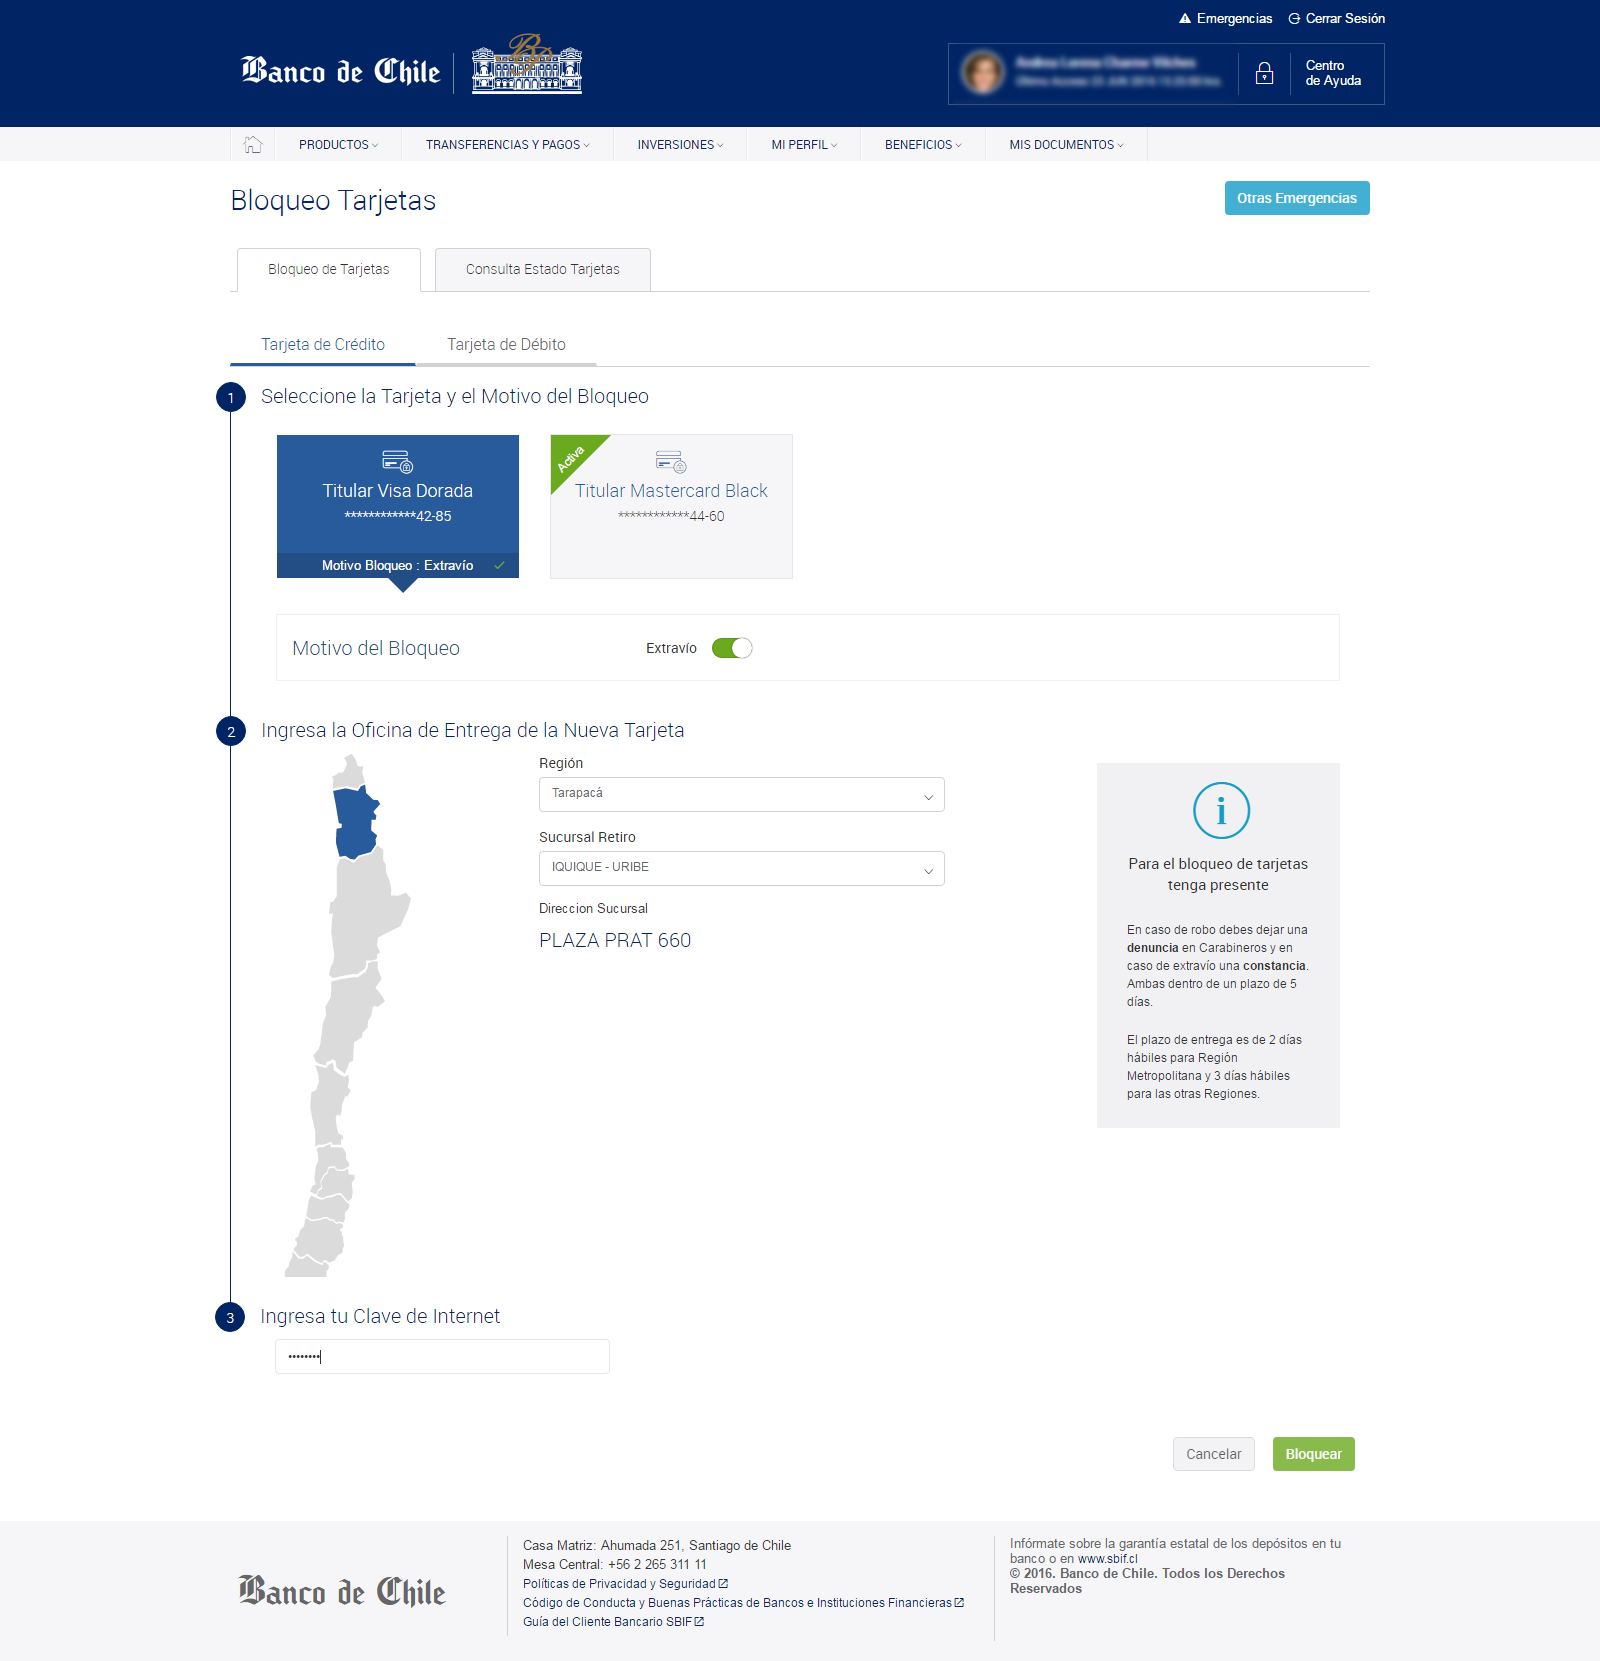 Emergencias Cerrar Sesión
Banco de Chile
Centro
de Ayuda
PRODUCTOS TRANSFERENCIAS Y PAGOS INVERSIONES MI PERFIL BENEFICIOS MIS DOCUMENTOS
Bloqueo Tarjetas
Otras Emergencias
Bloqueo de Tarjetas Consulta Estado Tarjetas
Tarjeta de Crédito Tarjeta de Débito
1 Seleccione la Tarjeta y el Motivo del Bloqueo
Titular Visa Dorada
************42-85
Motivo Bloqueo : Extravío
Activa
Titular Mastercard Black
************44-60
Motivo del Bloqueo Extravío
2 Ingresa la Oficina de Entrega de la Nueva Tarjeta
Región
Tarapacá
Sucursal Retiro
IQUIQUE - URIBE
Direccion Sucursal
PLAZA PRAT 660
i
Para el bloqueo de tarjetas
tenga presente
En caso de robo debes dejar una
denuncia en Carabineros y en
caso de extravío una constancia.
Ambas dentro de un plazo de 5
días.
El plazo de entrega es de 2 días
hábiles para Región
Metropolitana y 3 días hábiles
para las otras Regiones.
3 Ingresa tu Clave de Internet
••••••••
Cancelar Bloquear
Banco de Chile
Casa Matriz: Ahumada 251, Santiago de Chile
Mesa Central: +56 2 265 311 11
Políticas de Privacidad y Seguridad
Código de Conducta y Buenas Prácticas de Bancos e Instituciones Financieras
Guía del Cliente Bancario SBIF
Infórmate sobre la garantía estatal de los depósitos en tu
banco o en www.sbif.cl
© 2016. Banco de Chile. Todos los Derechos
Reservados